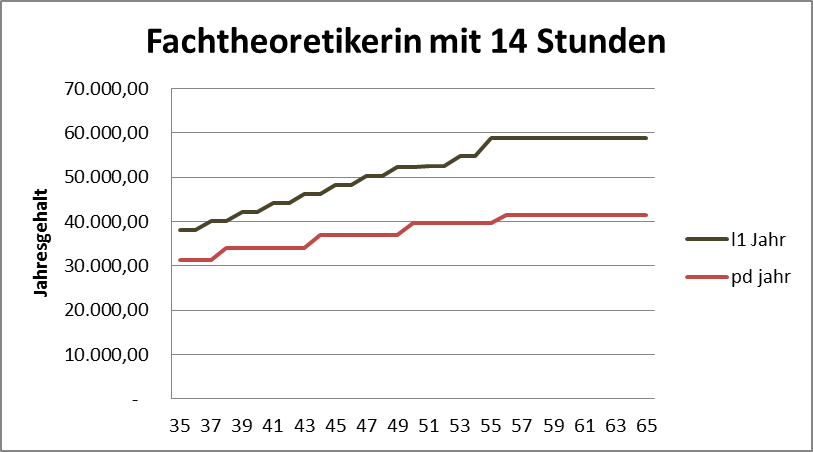 Fachtheoretikerin mit 14 Stunden
70.000,00
60.000,00
50.000,00
40.000,00
30.000,00
20.000,00
10.000,00
-
Jahresgehalt
35 37 39 41 43 45 47 49 51 53 55 57 59 61 63 65
l1 Jahr
pd jahr